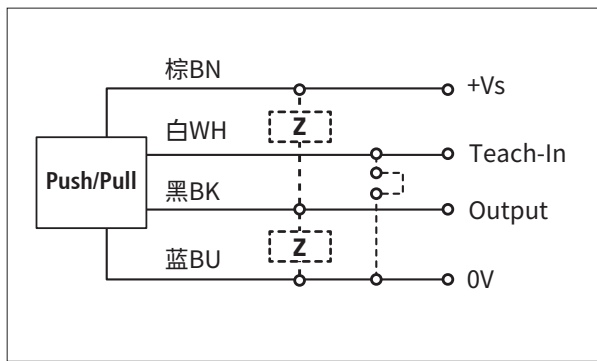 棕BN
+Vs
Z
白WH
Teach-In
Push/Pull
黑BK
Output
Z
蓝BU
0V